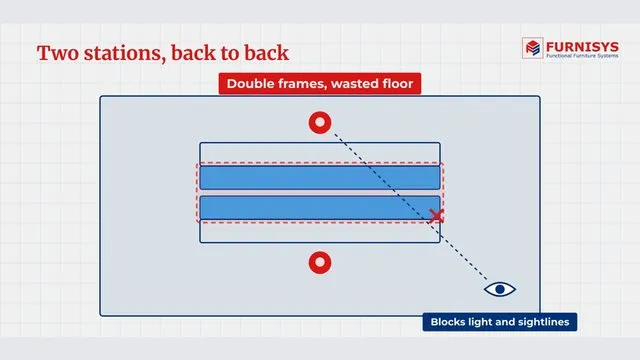 Two stations, back to back
FURNISYS
Functional Furniture Systems
Double frames, wasted floor
Blocks light and sightlines